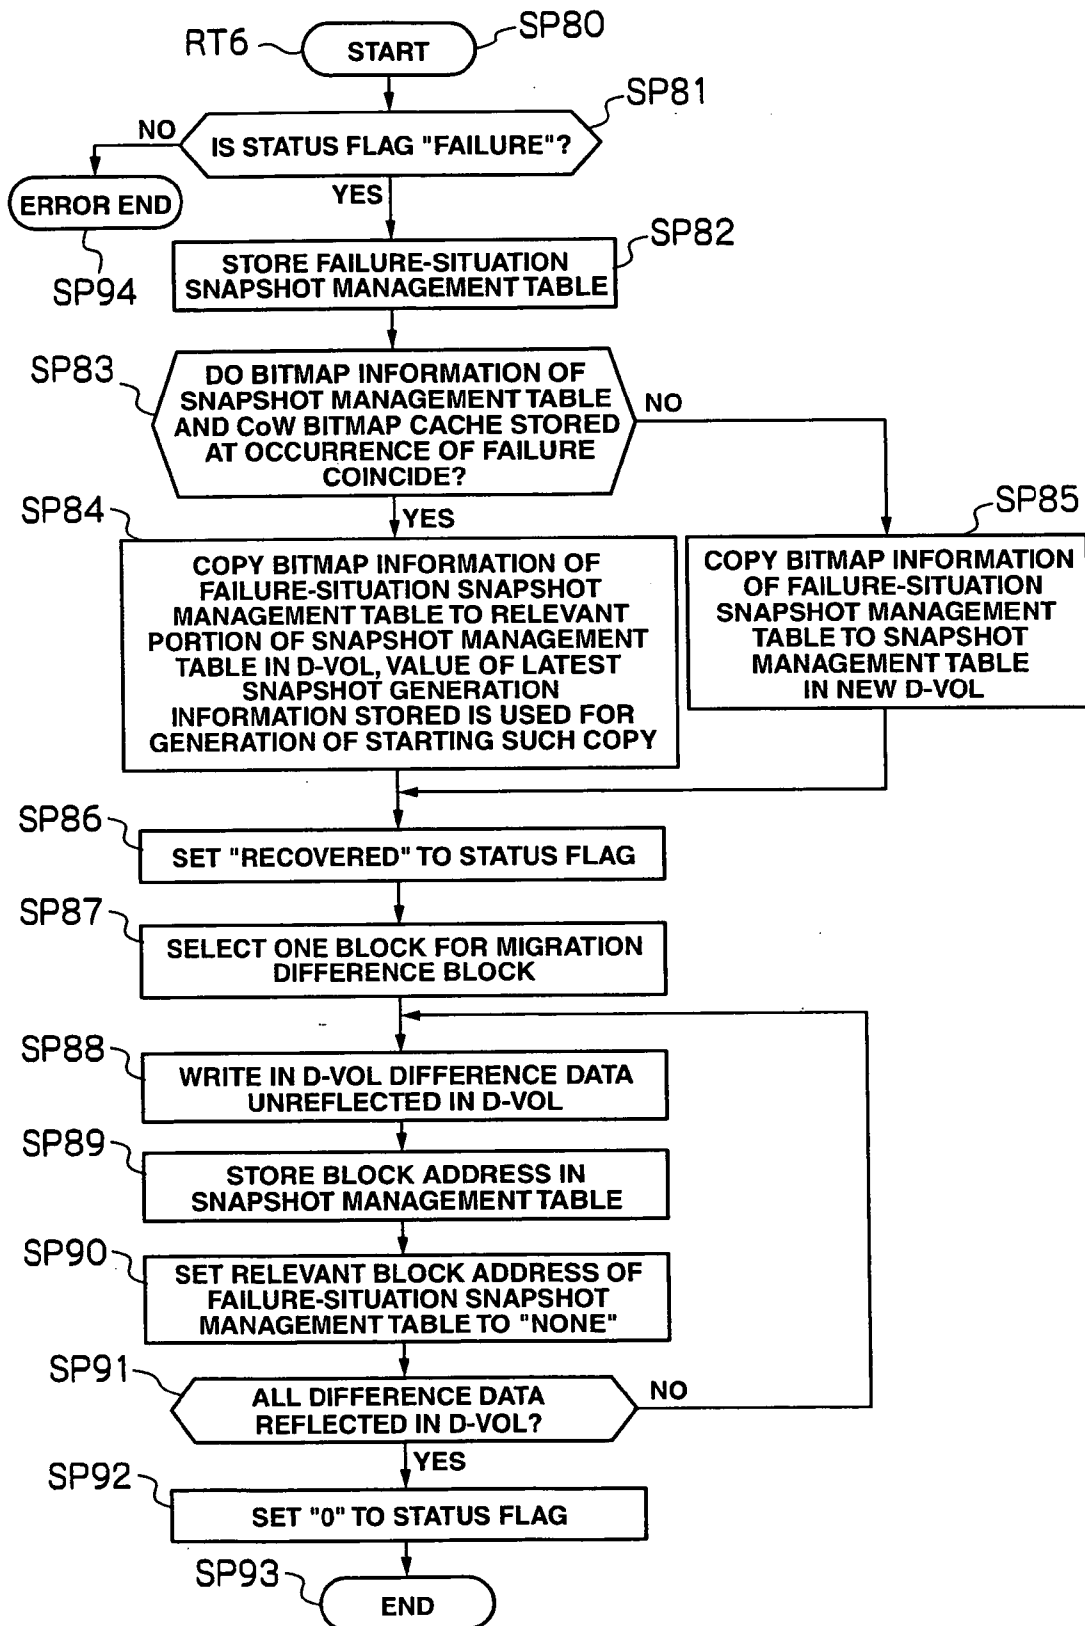 RT6
START
SP80
SP81
NO
IS STATUS FLAG "FAILURE"?
ERROR END
YES
SP94
SP82
STORE FAILURE-SITUATION
SNAPSHOT MANAGEMENT TABLE
SP83
DO BITMAP INFORMATION OF
SNAPSHOT MANAGEMENT TABLE
AND CoW BITMAP CACHE STORED
AT OCCURRENCE OF FAILURE
COINCIDE?
NO
SP84
YES
SP85
COPY BITMAP INFORMATION OF
FAILURE-SITUATION SNAPSHOT
MANAGEMENT TABLE TO RELEVANT
PORTION OF SNAPSHOT MANAGEMENT
TABLE IN D-VOL, VALUE OF LATEST
SNAPSHOT GENERATION
INFORMATION STORED IS USED FOR
GENERATION OF STARTING SUCH COPY
COPY BITMAP INFORMATION
OF FAILURE-SITUATION
SNAPSHOT MANAGEMENT
TABLE TO SNAPSHOT
MANAGEMENT TABLE
IN NEW D-VOL
SP86
SET "RECOVERED" TO STATUS FLAG
SP87
SELECT ONE BLOCK FOR MIGRATION
DIFFERENCE BLOCK
SP88
WRITE IN D-VOL DIFFERENCE DATA
UNREFLECTED IN D-VOL
SP89
STORE BLOCK ADDRESS IN
SNAPSHOT MANAGEMENT TABLE
SP90
SET RELEVANT BLOCK ADDRESS OF
FAILURE-SITUATION SNAPSHOT
MANAGEMENT TABLE TO "NONE"
SP91
ALL DIFFERENCE DATA
REFLECTED IN D-VOL?
NO
YES
SP92
SET "0" TO STATUS FLAG
SP93
END